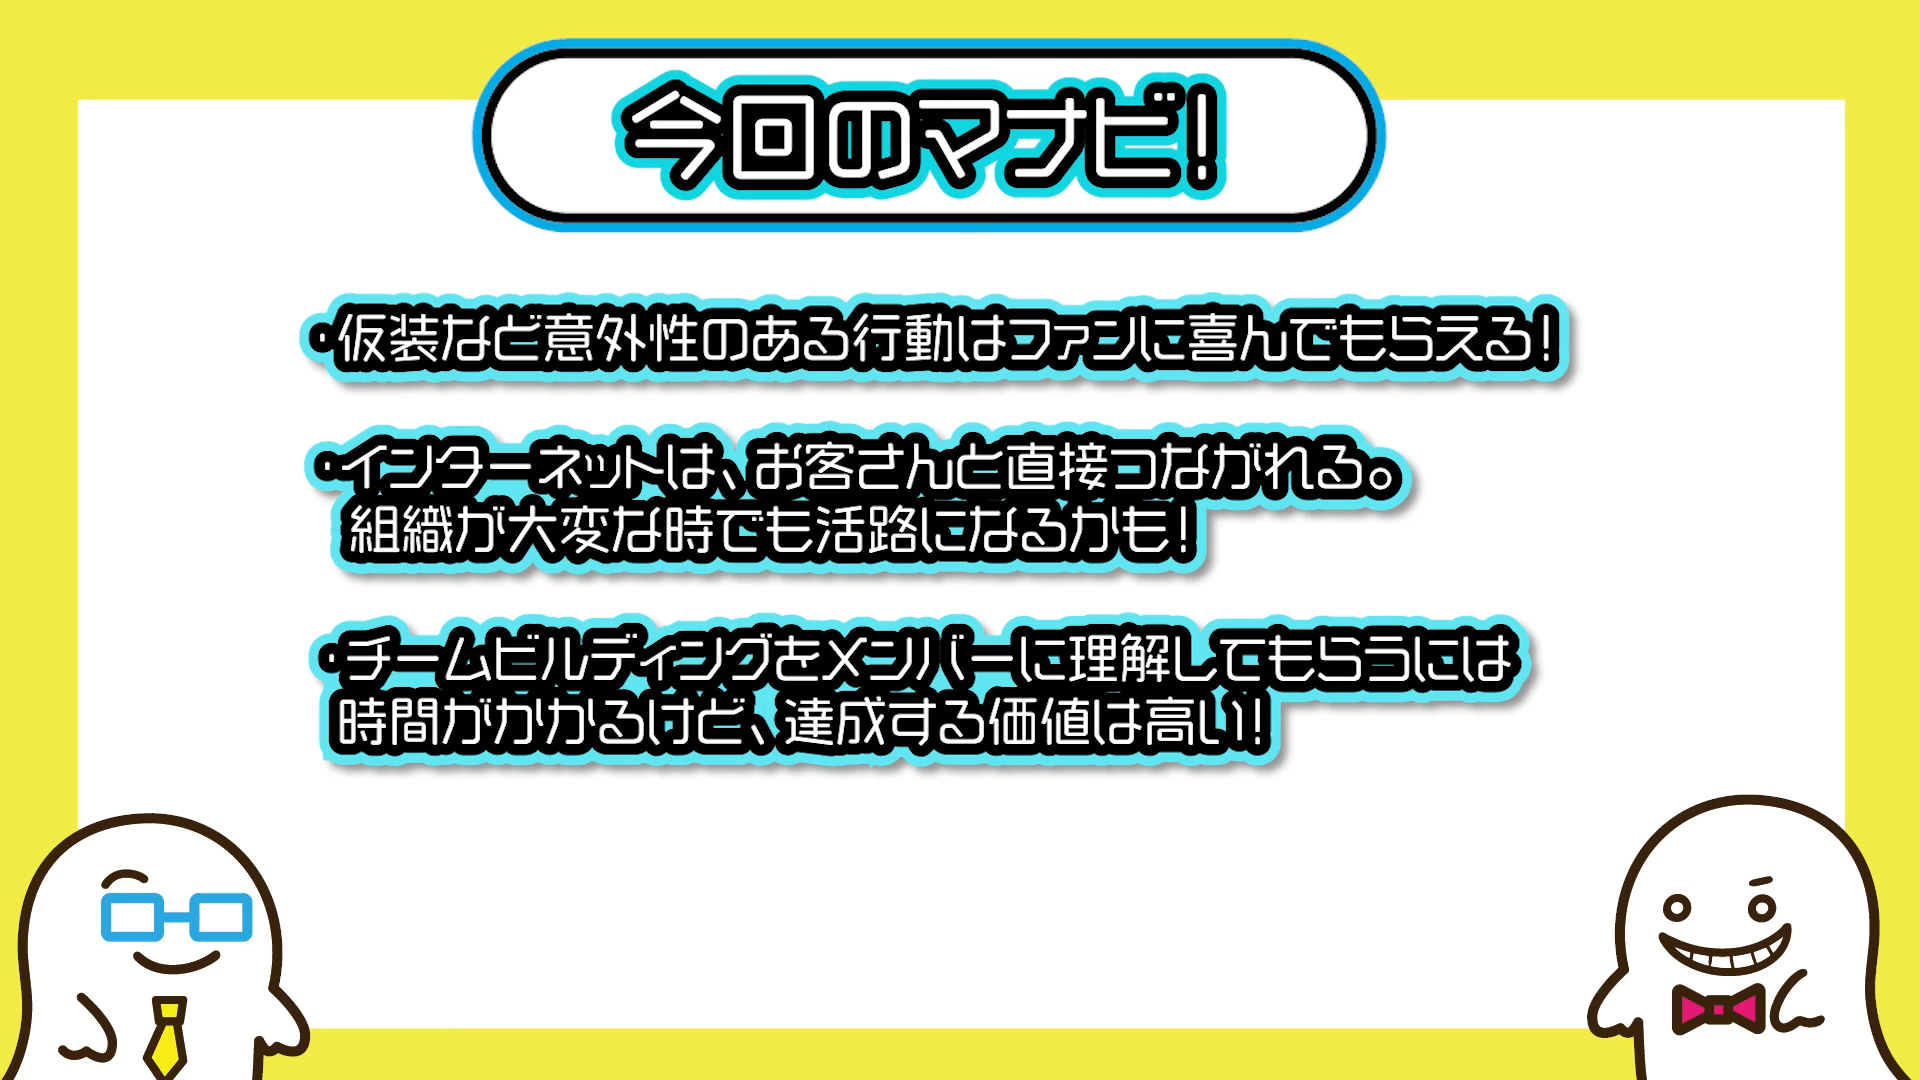 今回のマナビ！
・仮装など意外性のある行動はファンに喜んでもらえる！
・インターネットは、お客さんと直接つながれる。
組織が大変な時でも活路になるかも！
・チームビルディングをメンバーに理解してもらうには
時間がかかるけど、達成する価値は高い！